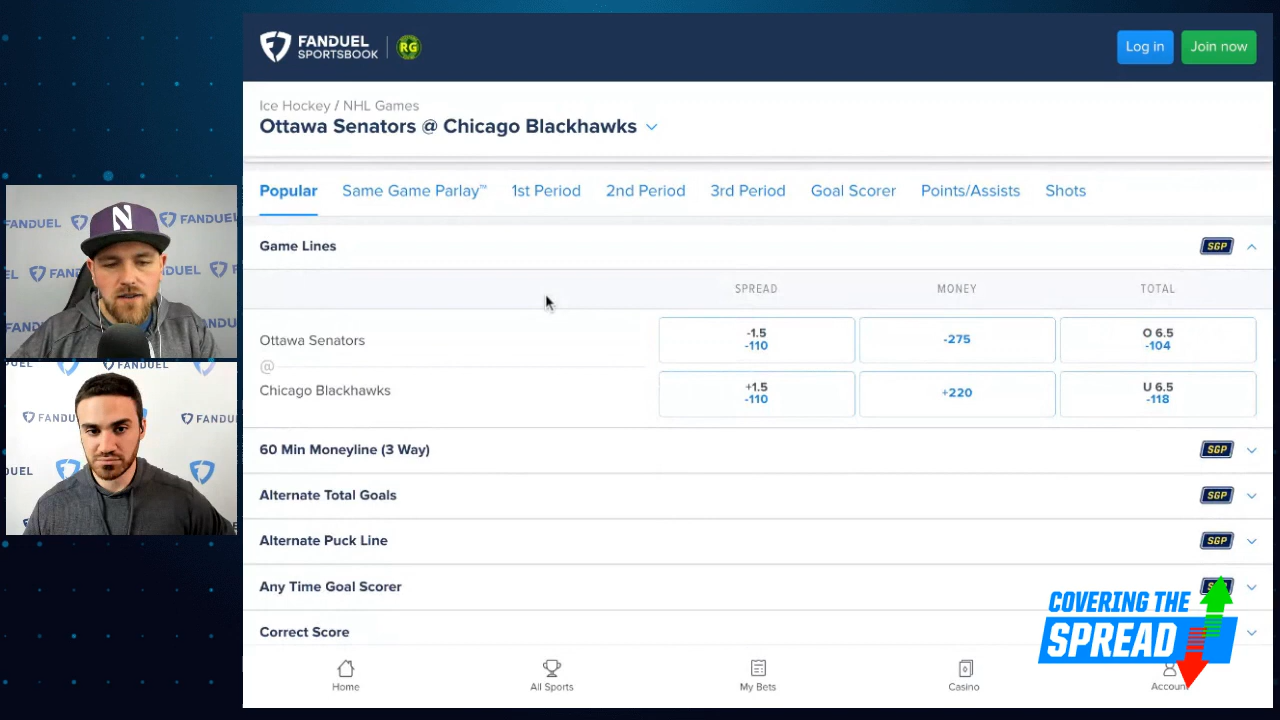 FANDUEL
SPORTSBOOK
RG
Log in
Join now
Ice Hockey / NHL Games
Ottawa Senators @ Chicago Blackhawks
Popular
Same Game Parlay™
1st Period
2nd Period
3rd Period
Goal Scorer
Points/Assists
Shots
Game Lines
SGP
SPREAD
MONEY
TOTAL
Ottawa Senators
-1.5
-110
-275
O 6.5
-104
@
Chicago Blackhawks
+1.5
-110
+220
U 6.5
-118
60 Min Moneyline (3 Way)
SGP
Alternate Total Goals
SGP
Alternate Puck Line
SGP
Any Time Goal Scorer
Correct Score
Home
All Sports
My Bets
Casino
Account
COVERING THE
SPREAD
N
FANDUEL
FANDUEL
FANDUEL
FANDUEL
FANDUEL